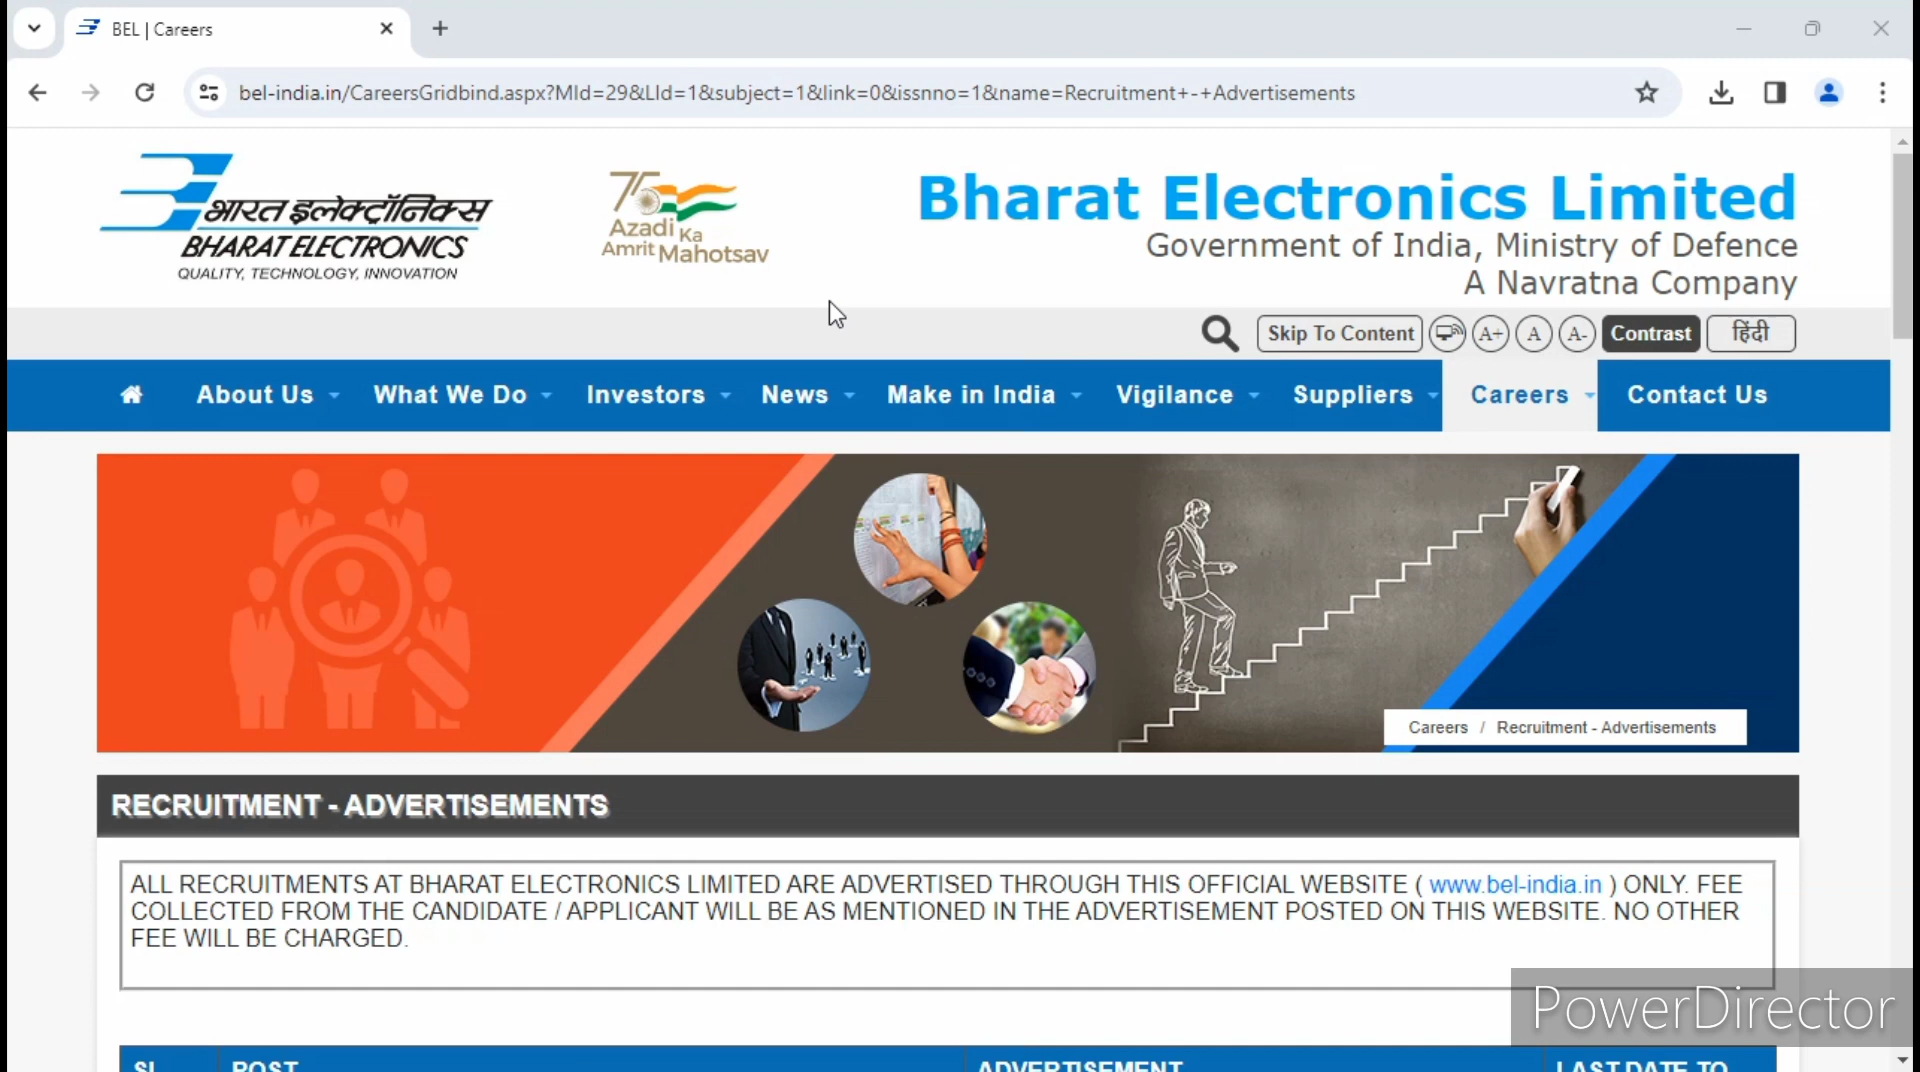 BEL | Careers
bel-india.in/CareersGridbind.aspx?MId=29&LId=1&subject=1&link=0&issnno=1&name=Recruitment+-+Advertisements
भारत इलेक्ट्रॉनिक्स
BHARAT ELECTRONICS
QUALITY, TECHNOLOGY, INNOVATION
75
Azadi Ka
Amrit Mahotsav
Bharat Electronics Limited
Government of India, Ministry of Defence
A Navratna Company
Skip To Content A+ A A- Contrast हिंदी
About Us What We Do Investors News Make in India Vigilance Suppliers Careers Contact Us
Careers / Recruitment - Advertisements
RECRUITMENT - ADVERTISEMENTS
ALL RECRUITMENTS AT BHARAT ELECTRONICS LIMITED ARE ADVERTISED THROUGH THIS OFFICIAL WEBSITE ( www.bel-india.in ) ONLY. FEE
COLLECTED FROM THE CANDIDATE / APPLICANT WILL BE AS MENTIONED IN THE ADVERTISEMENT POSTED ON THIS WEBSITE. NO OTHER
FEE WILL BE CHARGED.
PowerDirector
SL POST ADVERTISEMENT LAST DATE TO